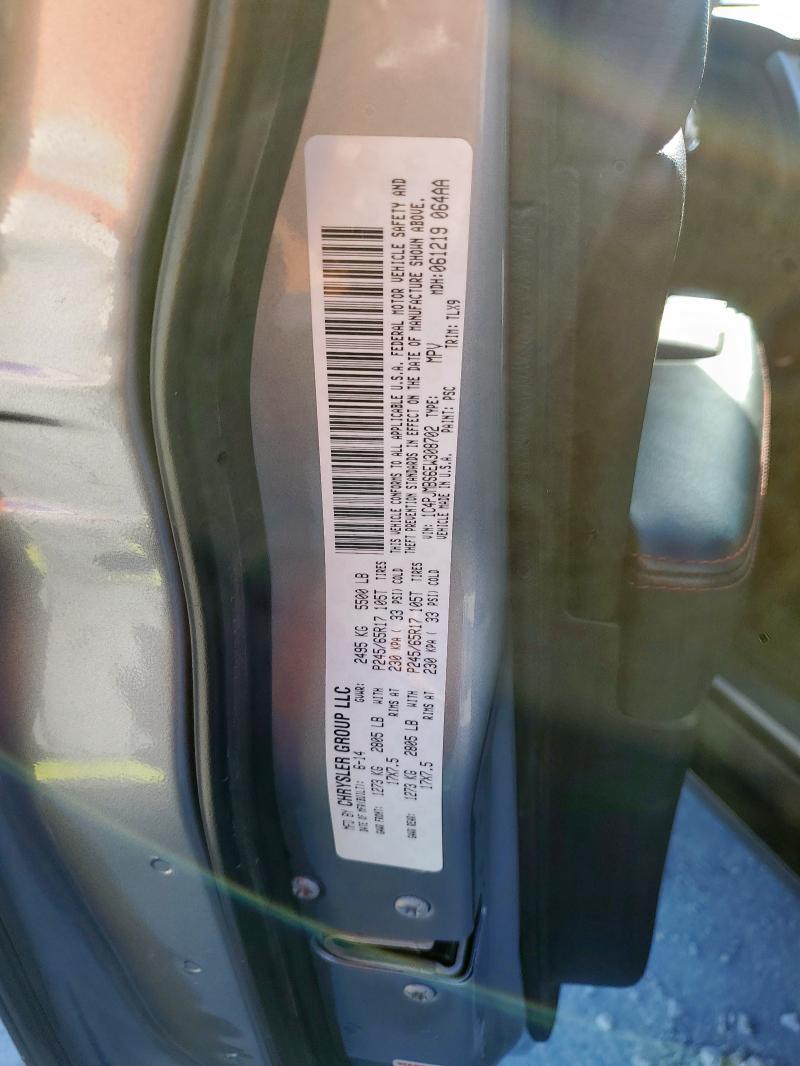 MFD BY CHRYSLER GROUP LLC
DATE OF MFR(BUILT): 6-14 GVWR: 2495 KG 5500 LB
GAWR FRONT: 1273 KG 2805 LB WITH P245/65R17 105T TIRES
17X7.5 RIMS AT 230 KPA ( 33 PSI) COLD
GAWR REAR: 1273 KG 2805 LB WITH P245/65R17 105T TIRES
17X7.5 RIMS AT 230 KPA ( 33 PSI) COLD
THIS VEHICLE CONFORMS TO ALL APPLICABLE U.S.A. FEDERAL MOTOR VEHICLE SAFETY AND
THEFT PREVENTION STANDARDS IN EFFECT ON THE DATE OF MANUFACTURE SHOWN ABOVE.
VIN: 1C4PJMBS6EW308702 TYPE: MPV MDH:061219 064AA
VEHICLE MADE IN U.S.A. PAINT: PSC TRIM: TLX9